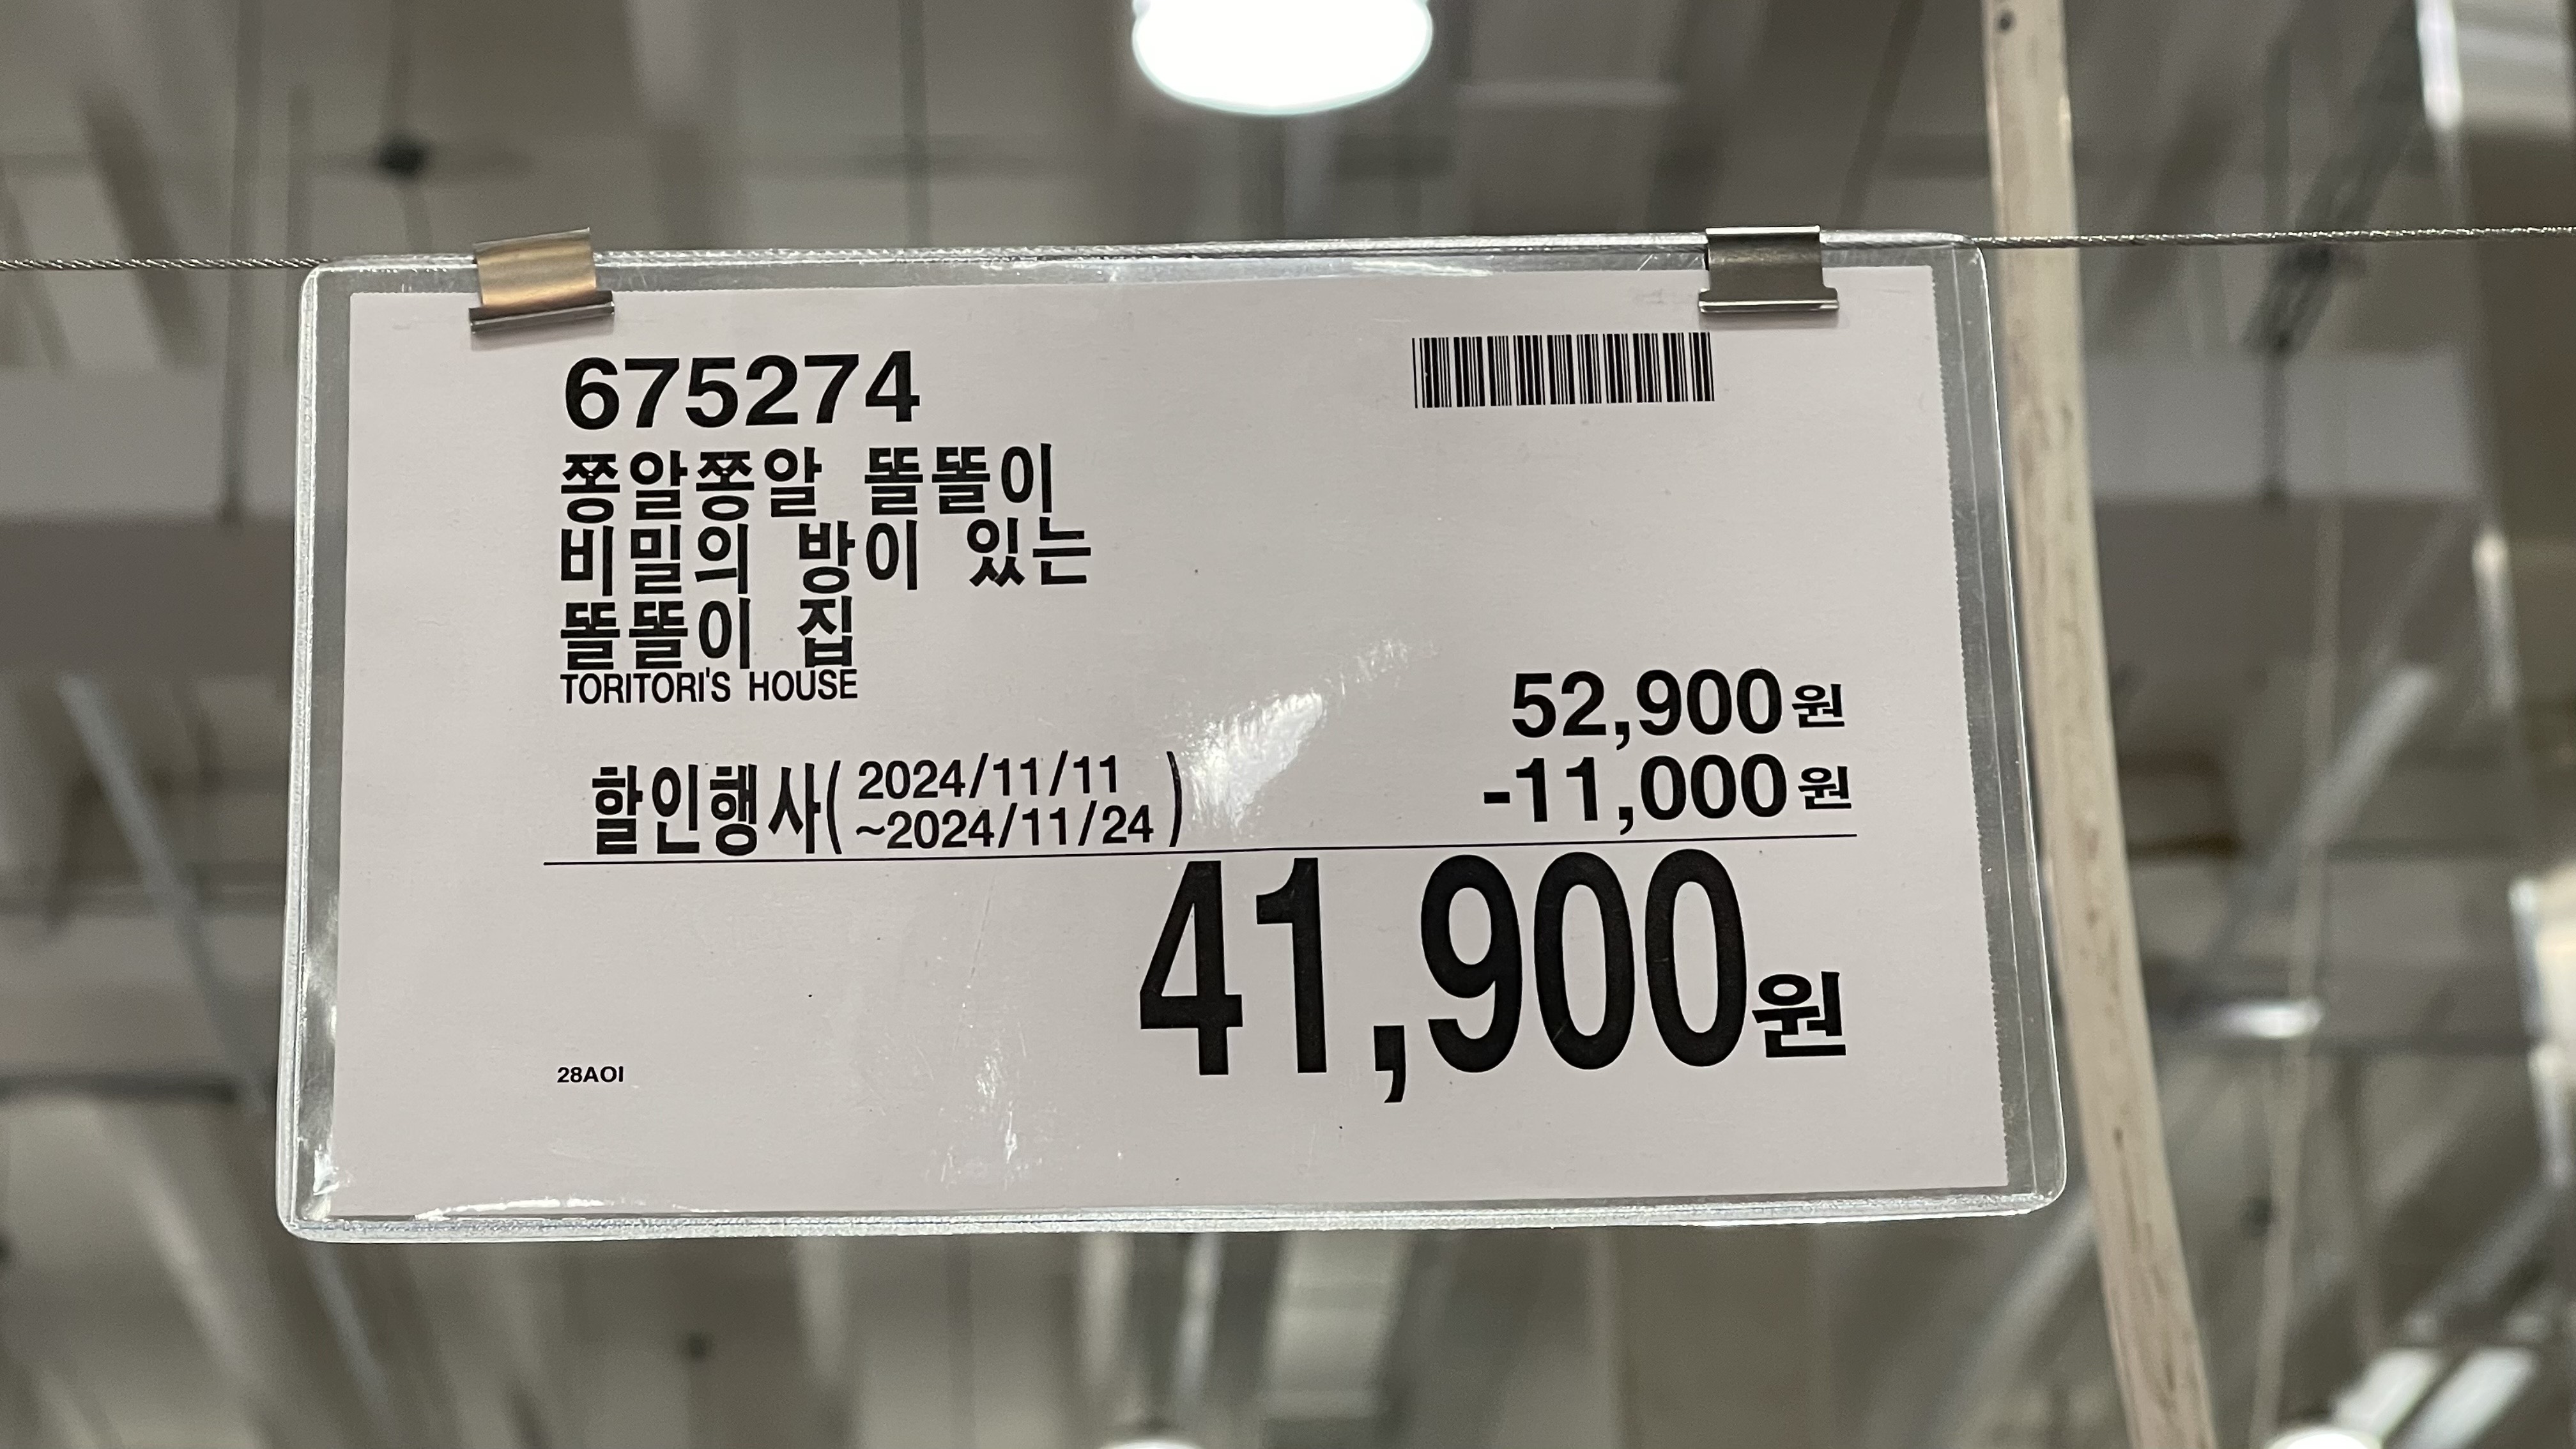 675274
쫑알쫑알 똘똘이
비밀의 방이 있는
똘똘이 집
TORITORI'S HOUSE
52,900원
할인행사( 2024/11/11
~2024/11/24 )
-11,000원
41,900원
28AOI